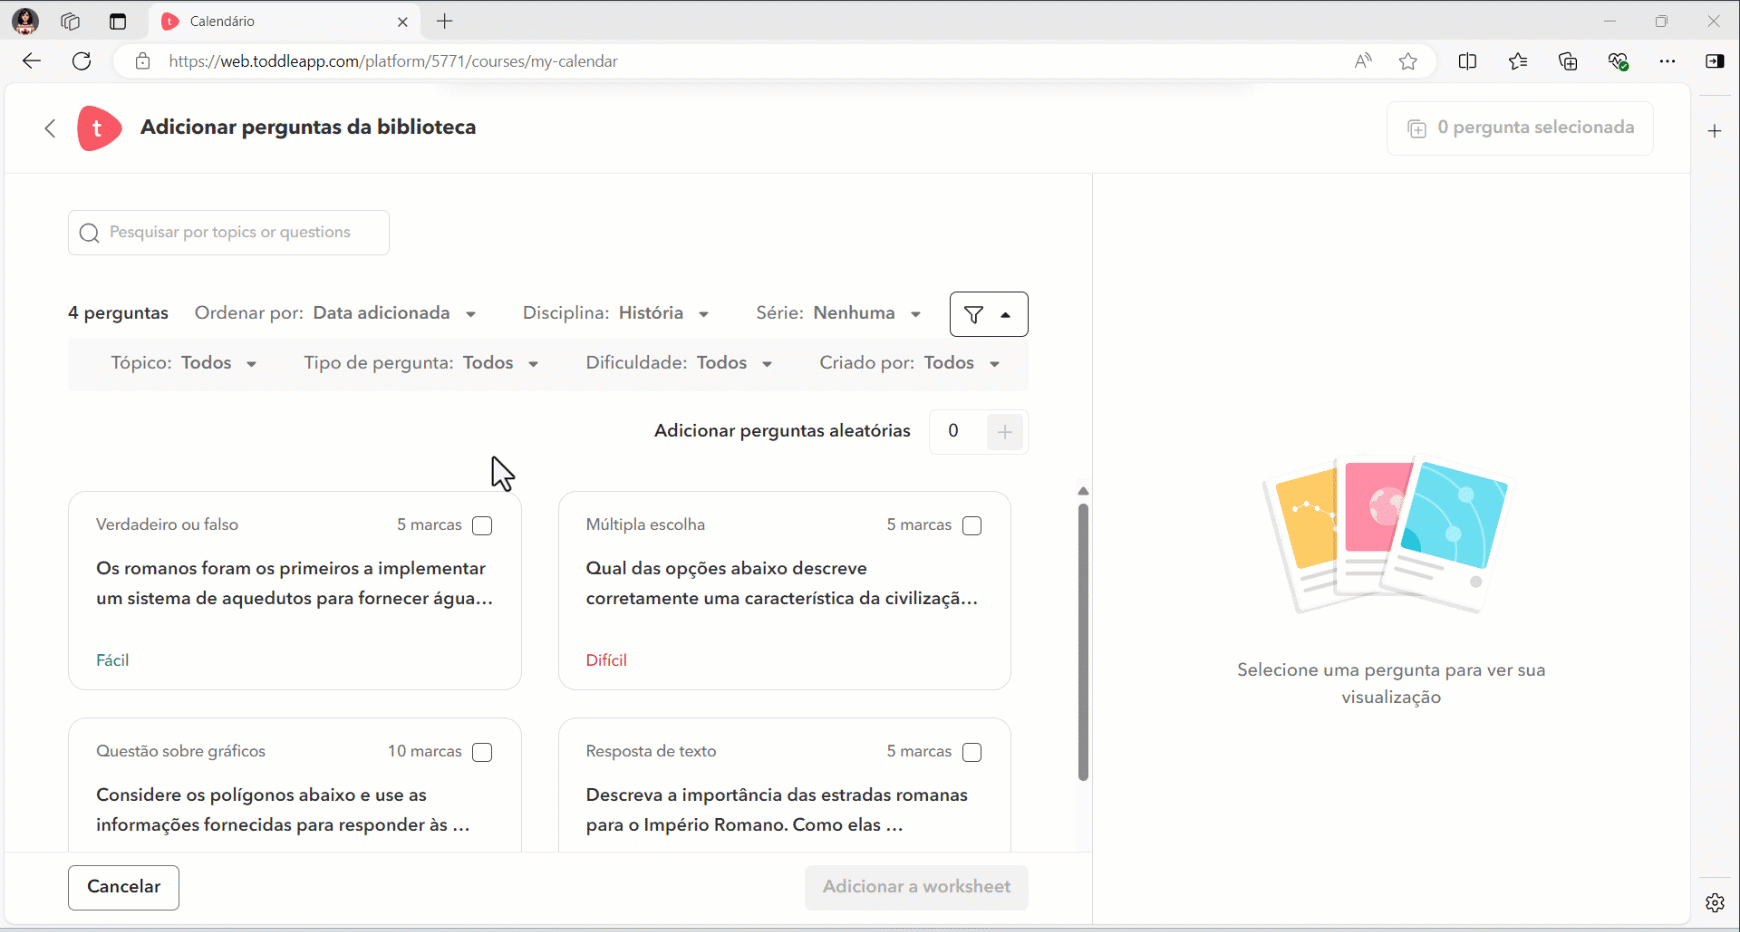 Calendário
https://web.toddleapp.com/platform/5771/courses/my-calendar
t Adicionar perguntas da biblioteca
0 pergunta selecionada
Pesquisar por topics or questions
4 perguntas Ordenar por: Data adicionada Disciplina: História Série: Nenhuma
Tópico: Todos Tipo de pergunta: Todos Dificuldade: Todos Criado por: Todos
Adicionar perguntas aleatórias 0
Verdadeiro ou falso 5 marcas
Os romanos foram os primeiros a implementar
um sistema de aquedutos para fornecer água...
Fácil
Múltipla escolha 5 marcas
Qual das opções abaixo descreve
corretamente uma característica da civilizaçã...
Difícil
Questão sobre gráficos 10 marcas
Considere os polígonos abaixo e use as
informações fornecidas para responder às ...
Resposta de texto 5 marcas
Descreva a importância das estradas romanas
para o Império Romano. Como elas ...
Selecione uma pergunta para ver sua
visualização
Cancelar
Adicionar a worksheet